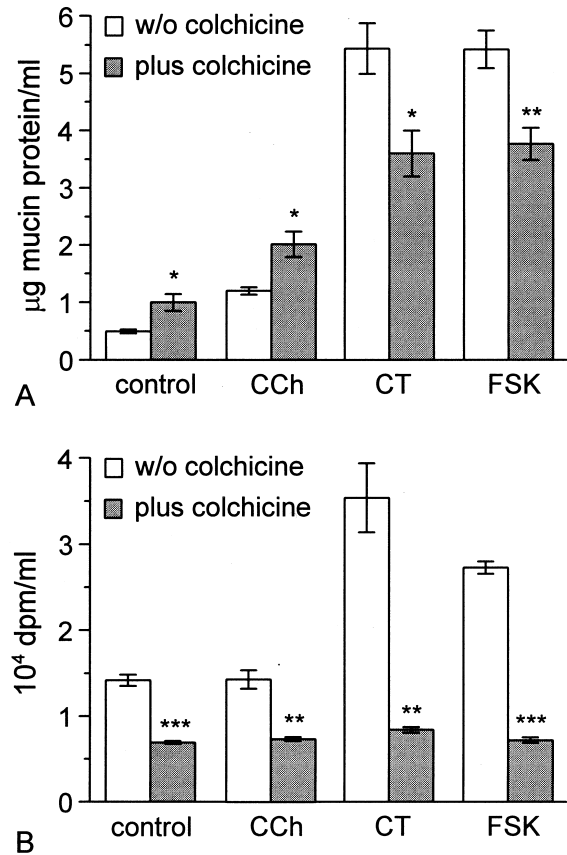 6
w/o colchicine
plus colchicine
5
4
3
2
1
0
µg mucin protein/ml
* * * **
control CCh CT FSK
A
4
w/o colchicine
plus colchicine
3
2
1
0
10⁴ dpm/ml
*** ** ** ***
control CCh CT FSK
B